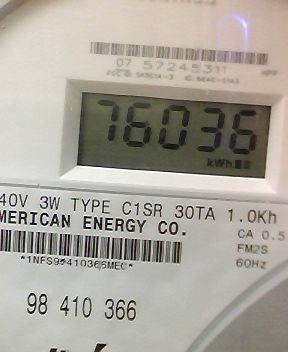 07 57245311
76036
kWh
40V 3W TYPE C1SR 30TA 1.0Kh
MERICAN ENERGY CO.
CA 0.5
FM2S
60Hz
98 410 366